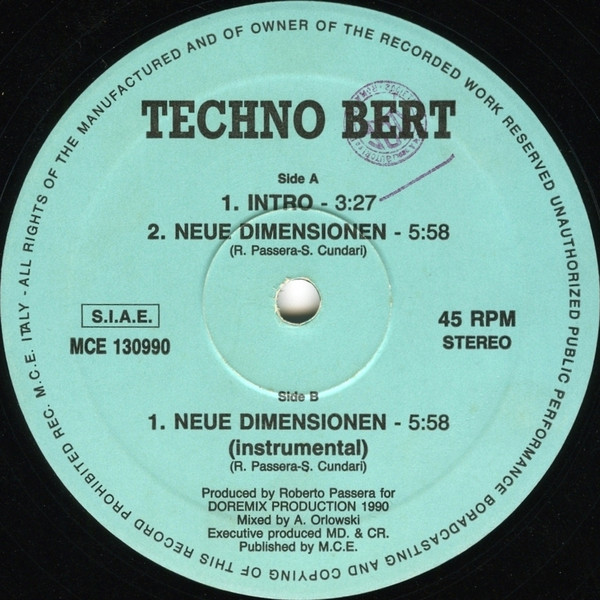 M.C.E. ITALY - ALL RIGHTS OF THE MANUFACTURED AND OF OWNER OF THE RECORDED WORK RESERVED UNAUTHORIZED PUBLIC PERFORMANCE BORADCASTING AND COPYING OF THIS RECORD PROHIBITED REC.
TECHNO BERT
Side A
1. INTRO - 3:27
2. NEUE DIMENSIONEN - 5:58
(R. Passera-S. Cundari)
S.I.A.E.
MCE 130990
45 RPM
STEREO
Side B
1. NEUE DIMENSIONEN - 5:58
(instrumental)
(R. Passera-S. Cundari)
Produced by Roberto Passera for
DOREMIX PRODUCTION 1990
Mixed by A. Orlowski
Executive produced MD. & CR.
Published by M.C.E.